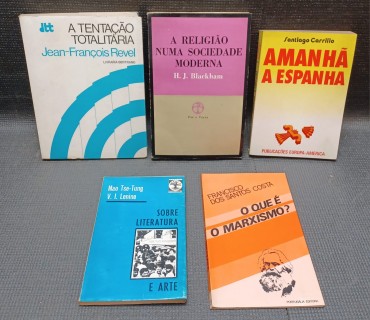 A TENTAÇÃO
TOTALITÁRIA
Jean-François Revel
A RELIGIÃO
NUMA SOCIEDADE
MODERNA
H. J. Blackham
Santiago Carrillo
AMANHÃ
A ESPANHA
PUBLICAÇÕES EUROPA-AMÉRICA
Mao Tse-Tung
V. I. Lenine
SOBRE
LITERATURA
E ARTE
FRANCISCO
DOS SANTOS COSTA
O QUE É
O MARXISMO?